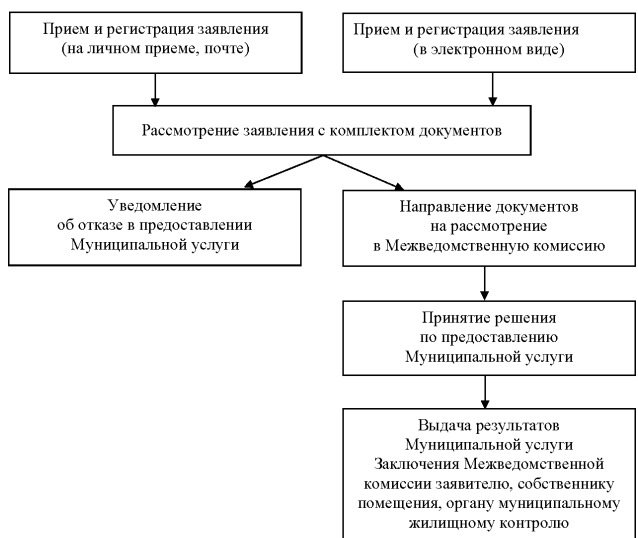 Прием и регистрация заявления
(на личном приеме, почте)
Прием и регистрация заявления
(в электронном виде)
Рассмотрение заявления с комплектом документов
Уведомление
об отказе в предоставлении
Муниципальной услуги
Направление документов
на рассмотрение
в Межведомственную комиссию
Принятие решения
по предоставлению
Муниципальной услуги
Выдача результатов
Муниципальной услуги
Заключения Межведомственной
комиссии заявителю, собственнику
помещения, органу муниципальному
жилищному контролю